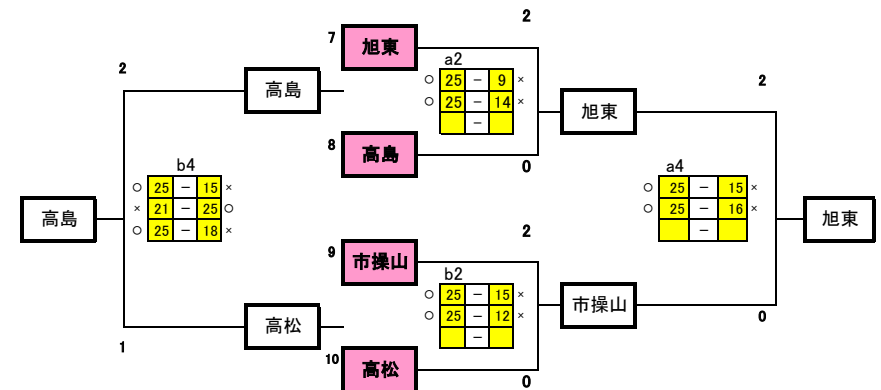 2
7 旭東
a2
2 高島 ○ 25 － 9 × 2
○ 25 － 14 × 旭東
－
b4 8 高島 a4
0
○ 25 － 15 × ○ 25 － 15 ×
高島 × 21 － 25 ○ ○ 25 － 16 × 旭東
○ 25 － 18 × －
2
9 市操山
b2
○ 25 － 15 × 市操山
高松 ○ 25 － 12 × 0
－
1 10 高松
0